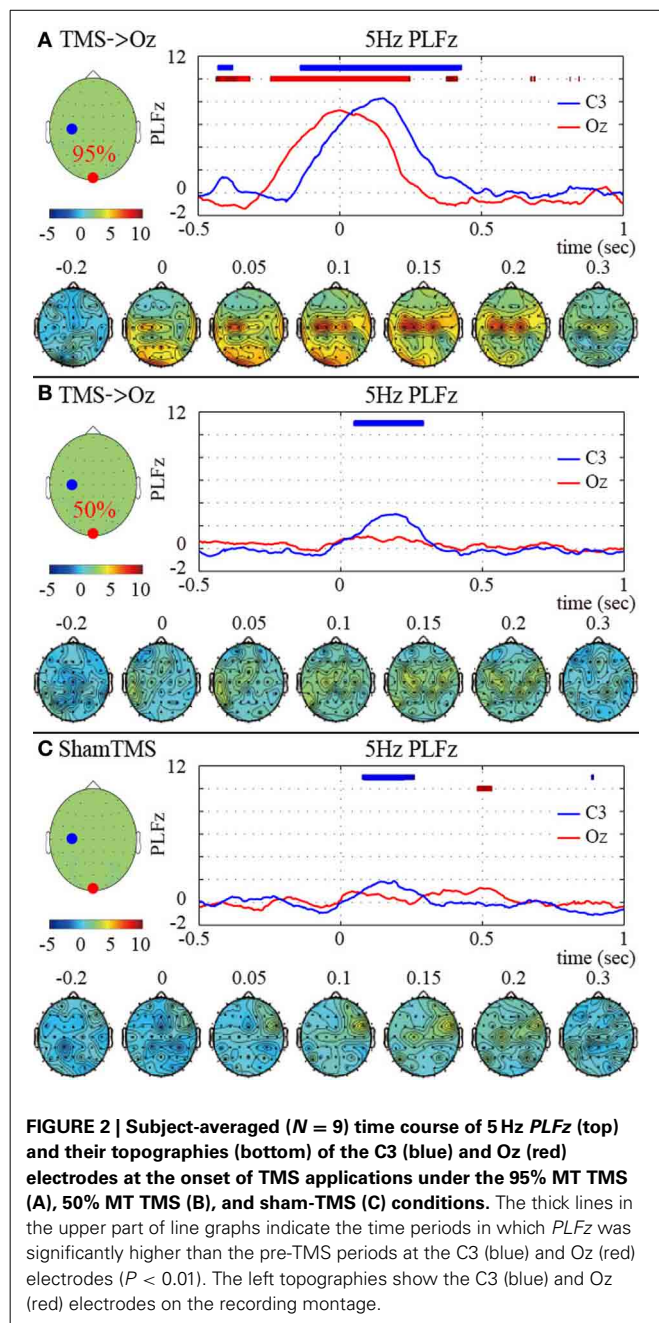 A TMS->Oz
5Hz PLFz
12
PLFz
C3
Oz
95%
0
-2
-5 0 5 10
-0.5 0 0.5 1
time (sec)
-0.2 0 0.05 0.1 0.15 0.2 0.3
B TMS->Oz
5Hz PLFz
12
PLFz
C3
Oz
50%
0
-2
-5 0 5 10
-0.5 0 0.5 1
time (sec)
-0.2 0 0.05 0.1 0.15 0.2 0.3
C ShamTMS
5Hz PLFz
12
PLFz
C3
Oz
0
-2
-5 0 5 10
-0.5 0 0.5 1
time (sec)
-0.2 0 0.05 0.1 0.15 0.2 0.3
FIGURE 2 | Subject-averaged (N = 9) time course of 5 Hz PLFz (top)
and their topographies (bottom) of the C3 (blue) and Oz (red)
electrodes at the onset of TMS applications under the 95% MT TMS
(A), 50% MT TMS (B), and sham-TMS (C) conditions. The thick lines in
the upper part of line graphs indicate the time periods in which PLFz was
significantly higher than the pre-TMS periods at the C3 (blue) and Oz (red)
electrodes (P < 0.01). The left topographies show the C3 (blue) and Oz
(red) electrodes on the recording montage.